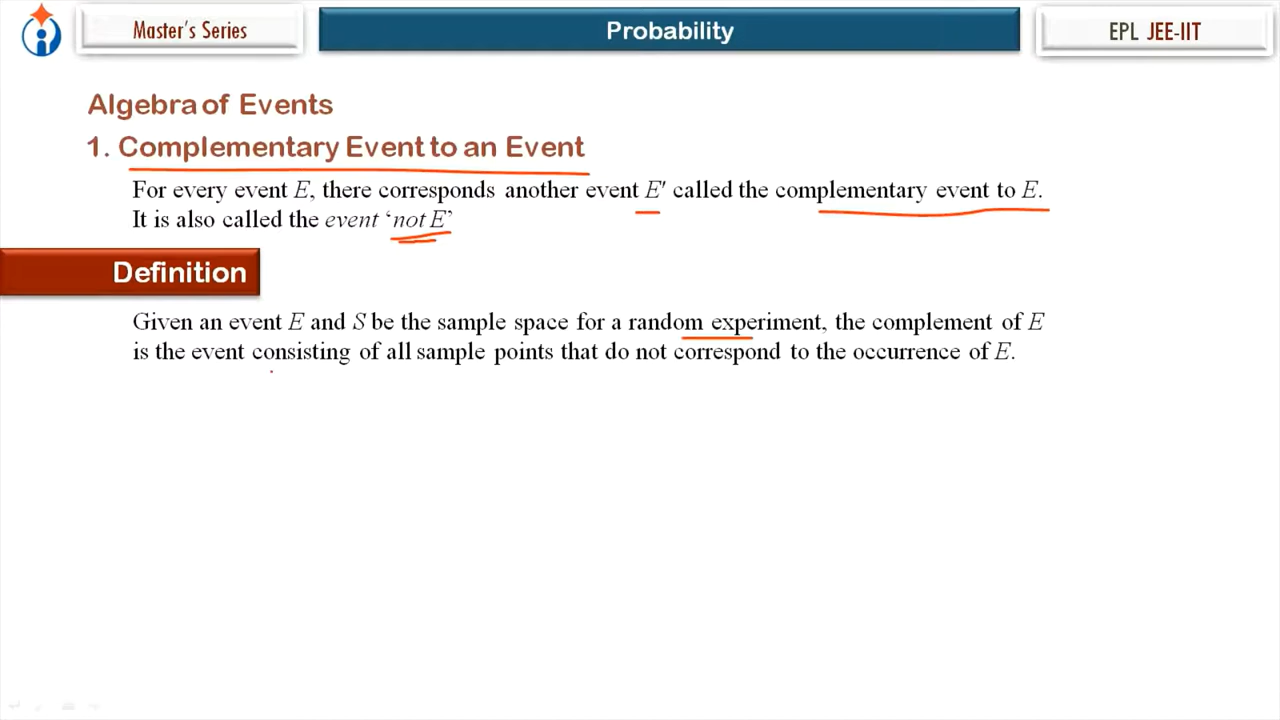 Master's Series
Probability
EPL JEE-IIT
Algebra of Events
1. Complementary Event to an Event
For every event E, there corresponds another event E′ called the complementary event to E.
It is also called the event ‘not E’
Definition
Given an event E and S be the sample space for a random experiment, the complement of E
is the event consisting of all sample points that do not correspond to the occurrence of E.